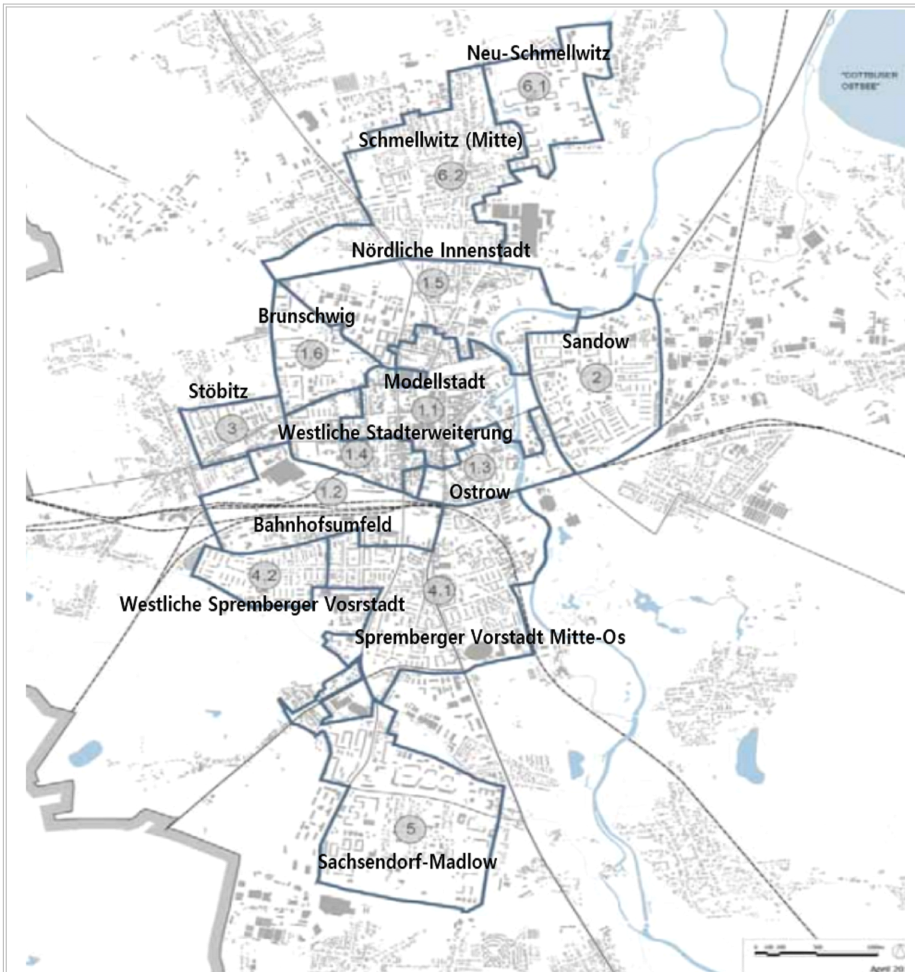 Neu-Schmellwitz
6.1
"COTTBUSER
OSTSEE"
Schmellwitz (Mitte)
6.2
Nördliche Innenstadt
1.5
Brunschwig
1.6
Sandow
2
Modellstadt
1.1
Stöbitz
3
Westliche Stadterweiterung
1.4
1.3
Ostrow
1.2
Bahnhofsumfeld
4.2
4.1
Westliche Spremberger Vosrstadt
Spremberger Vorstadt Mitte-Os
5
Sachsendorf-Madlow
April 20